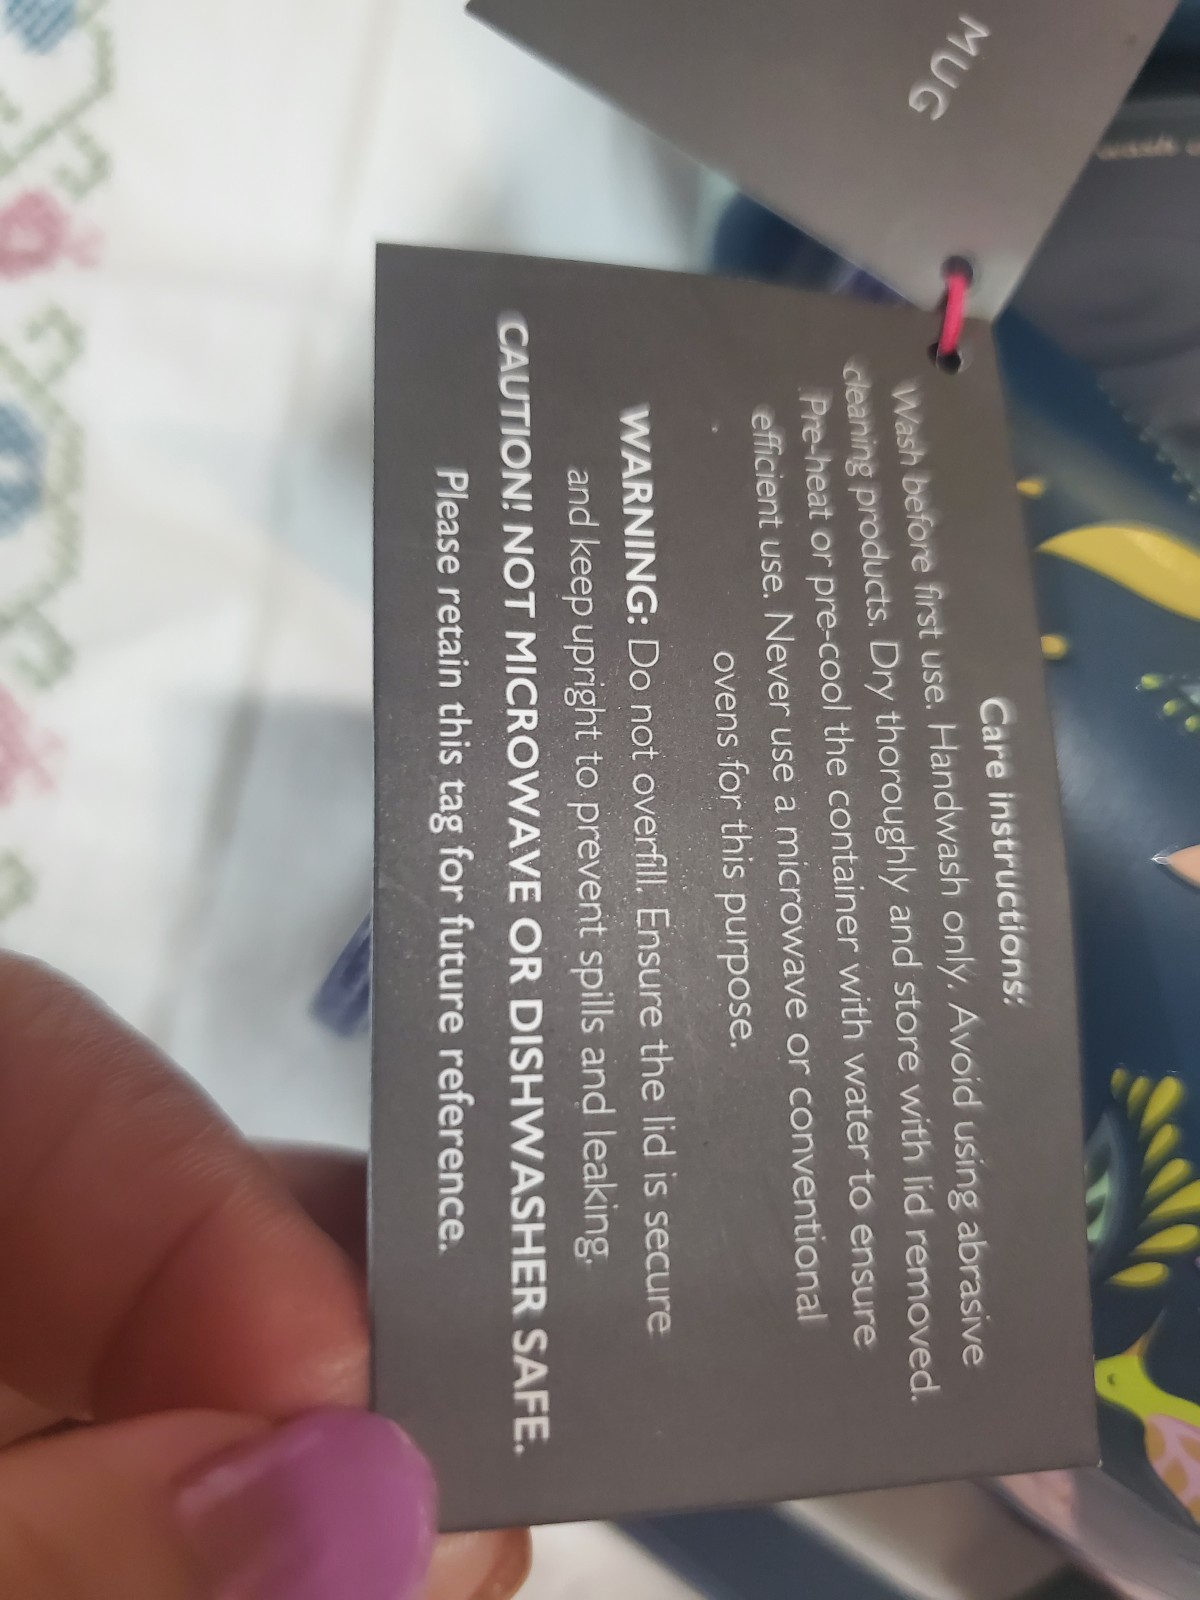 MUG
Care instructions:
Wash before first use. Handwash only. Avoid using abrasive
cleaning products. Dry thoroughly and store with lid removed.
Pre-heat or pre-cool the container with water to ensure
efficient use. Never use a microwave or conventional
ovens for this purpose.
WARNING: Do not overfill. Ensure the lid is secure
and keep upright to prevent spills and leaking.
CAUTION! NOT MICROWAVE OR DISHWASHER SAFE.
Please retain this tag for future reference.